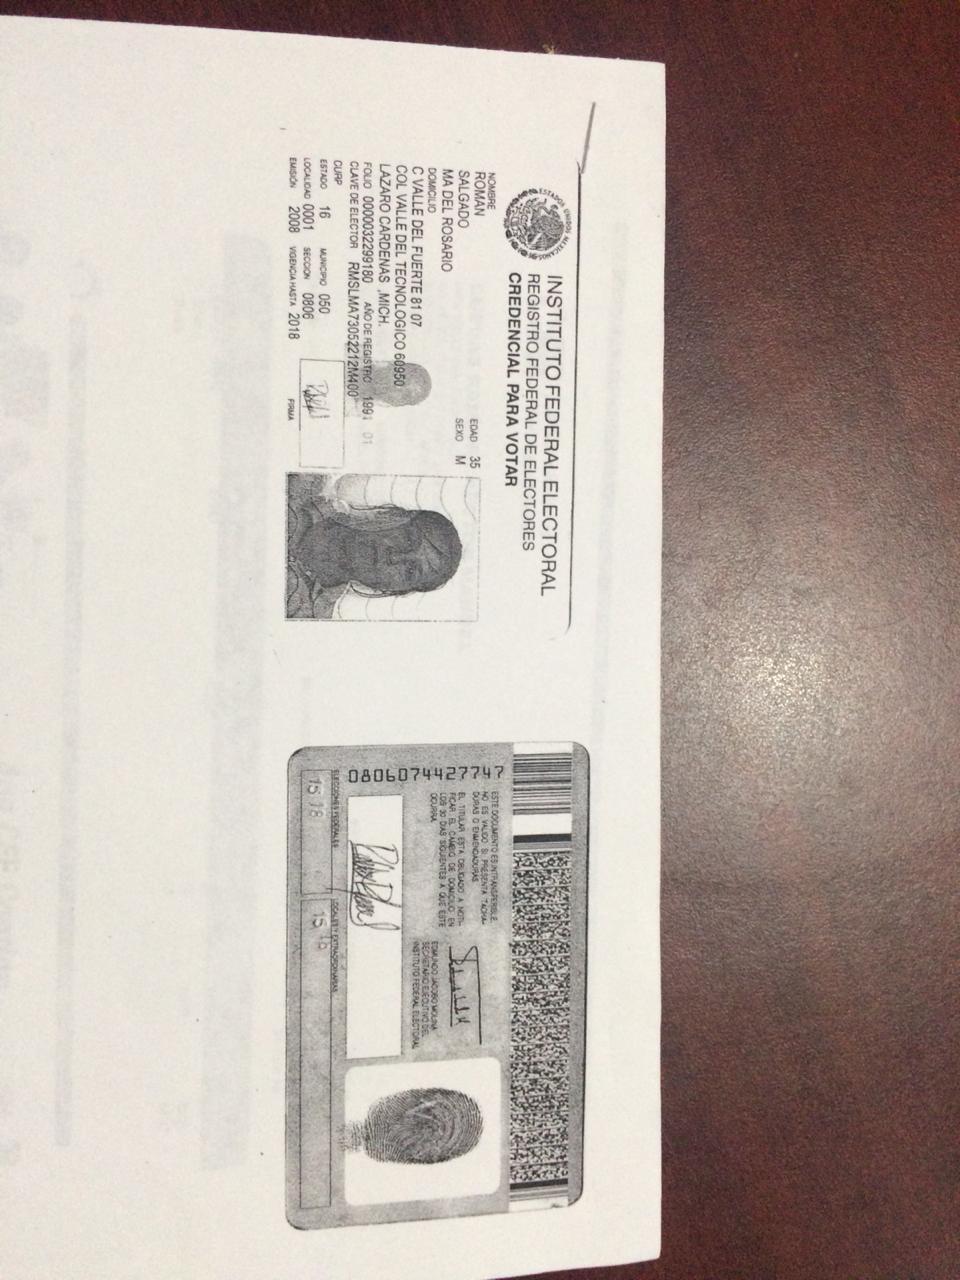 ESTADOS UNIDOS MEXICANOS
INSTITUTO FEDERAL ELECTORAL
REGISTRO FEDERAL DE ELECTORES
CREDENCIAL PARA VOTAR
NOMBRE
ROMAN
SALGADO
MA DEL ROSARIO
EDAD 35
SEXO M
DOMICILIO
C VALLE DEL FUERTE 81 07
COL VALLE DEL TECNOLOGICO 60950
LAZARO CARDENAS ,MICH.
FOLIO 0000032299180 AÑO DE REGISTRO 1991 01
CLAVE DE ELECTOR RMSLMA73052212M400
CURP
ESTADO 16 MUNICIPIO 050
LOCALIDAD 0001 SECCION 0806
EMISIÓN 2008 VIGENCIA HASTA 2018
FIRMA
0806074427747
ESTE DOCUMENTO ES INTRANSFERIBLE,
NO ES VALIDO SI PRESENTA TACHA-
DURAS O ENMENDADURAS.
EL TITULAR ESTA OBLIGADO A NOTI-
FICAR EL CAMBIO DE DOMICILIO EN
LOS 30 DIAS SIGUIENTES A QUE ESTE
OCURRA.
EDMUNDO JACOBO MOLINA
SECRETARIO EJECUTIVO DEL
INSTITUTO FEDERAL ELECTORAL
ELECCIONES FEDERALES
15 18
LOCALES Y EXTRAORDINARIAS
15